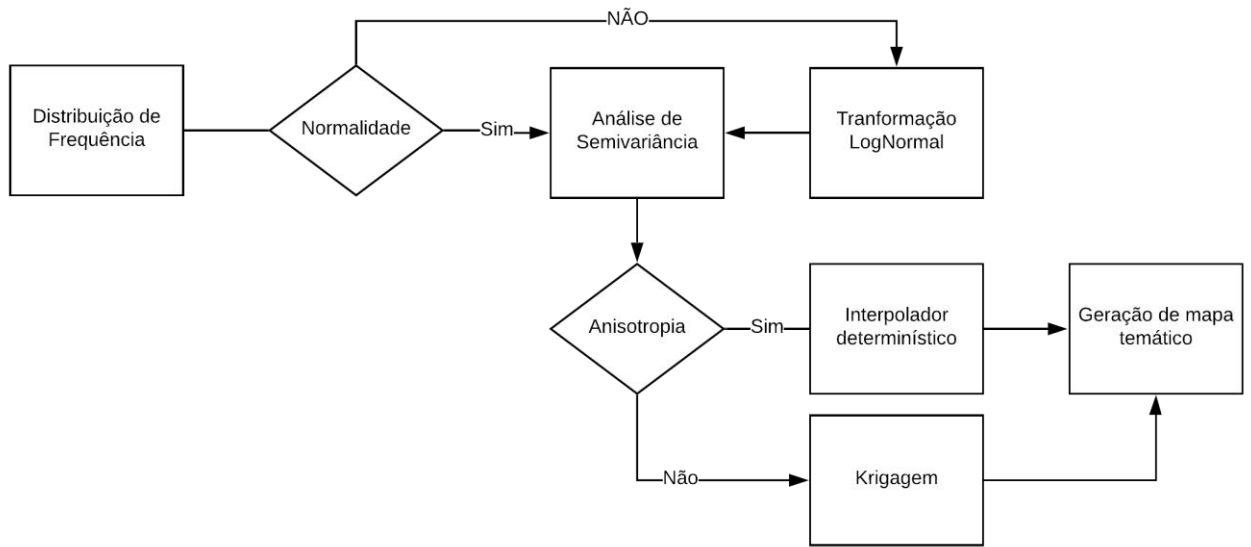 NÃO
Distribuição de
Frequência
Normalidade
Sim
Análise de
Semivariância
Tranformação
LogNormal
Anisotropia
Sim
Interpolador
determinístico
Geração de mapa
temático
Não
Krigagem